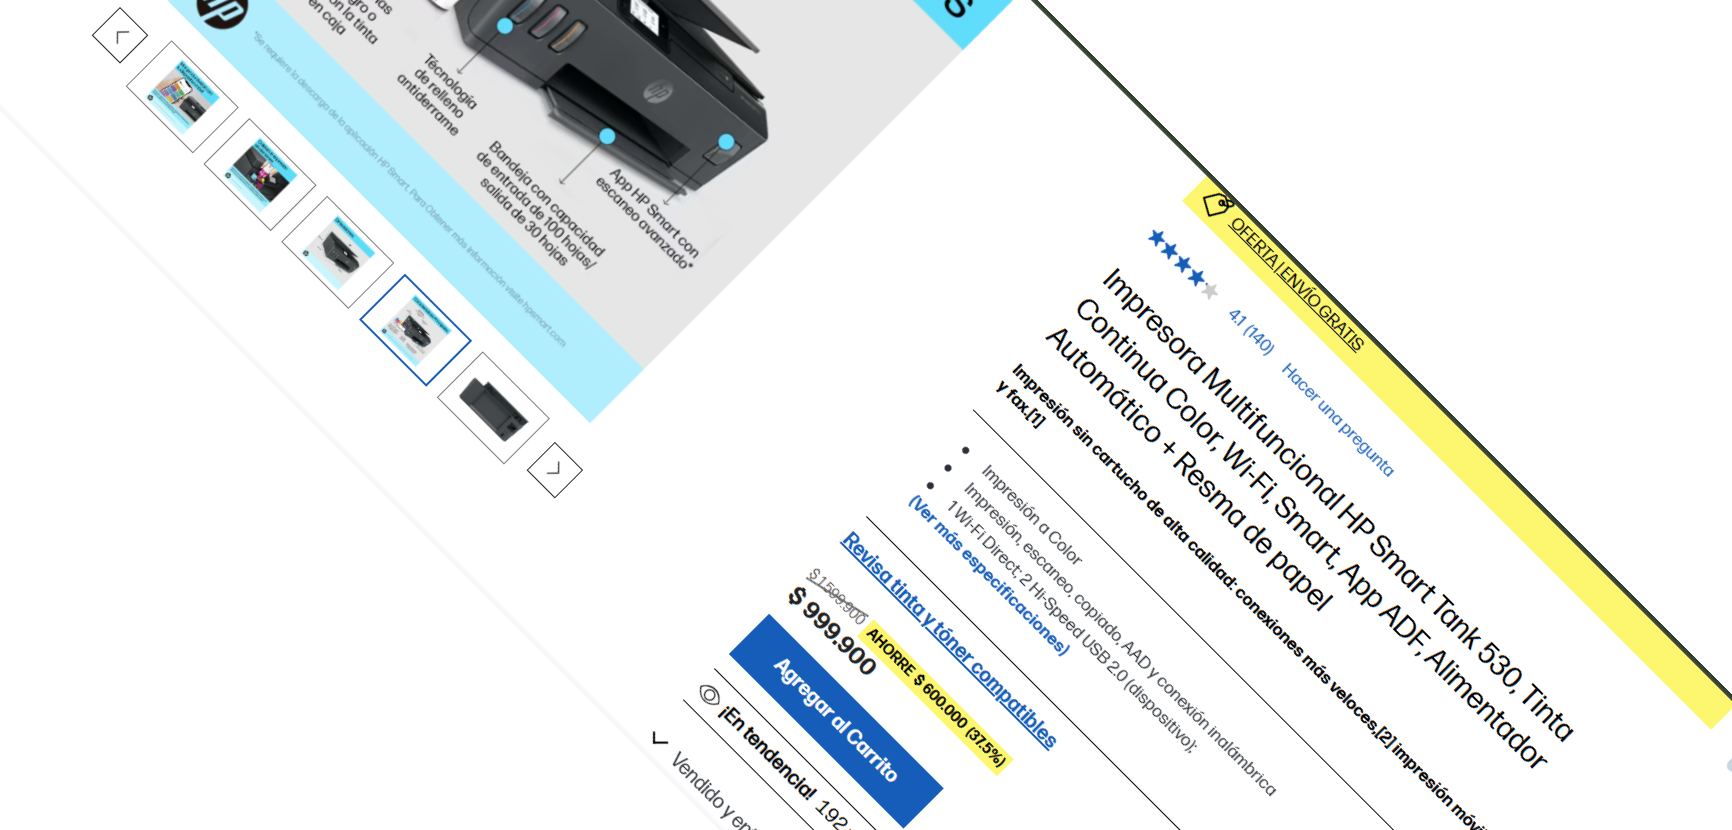 S
gro o
on la tinta
en caja
hp
Técnología
de relleno
antiderrame
hp
Bandeja con capacidad
de entrada de 100 hojas/
salida de 30 hojas
App HP Smart con
escaneo avanzado*
*Se requiere la descarga de la aplicación HP Smart. Para Obtener más información visite hpsmart.com
OFERTA | ENVÍO GRATIS
4.1 (140) Hacer una pregunta
Impresora Multifuncional HP Smart Tank 530, Tinta
Continua Color, Wi-Fi, Smart, App ADF, Alimentador
Automático + Resma de papel
Impresión sin cartucho de alta calidad: conexiones más veloces,[2] impresión móvi
y fax.[1]
Impresión a Color
Impresión, escaneo, copiado, AAD y conexión inalámbrica
1 Wi-Fi Direct; 2 Hi-Speed USB 2.0 (dispositivo);
(Ver más especificaciones)
Revisa tinta y tóner compatibles
$ 1.599.900
$ 999.900 AHORRE $ 600.000 (37.5%)
Agregar al Carrito
¡En tendencia! 192
Vendido y en